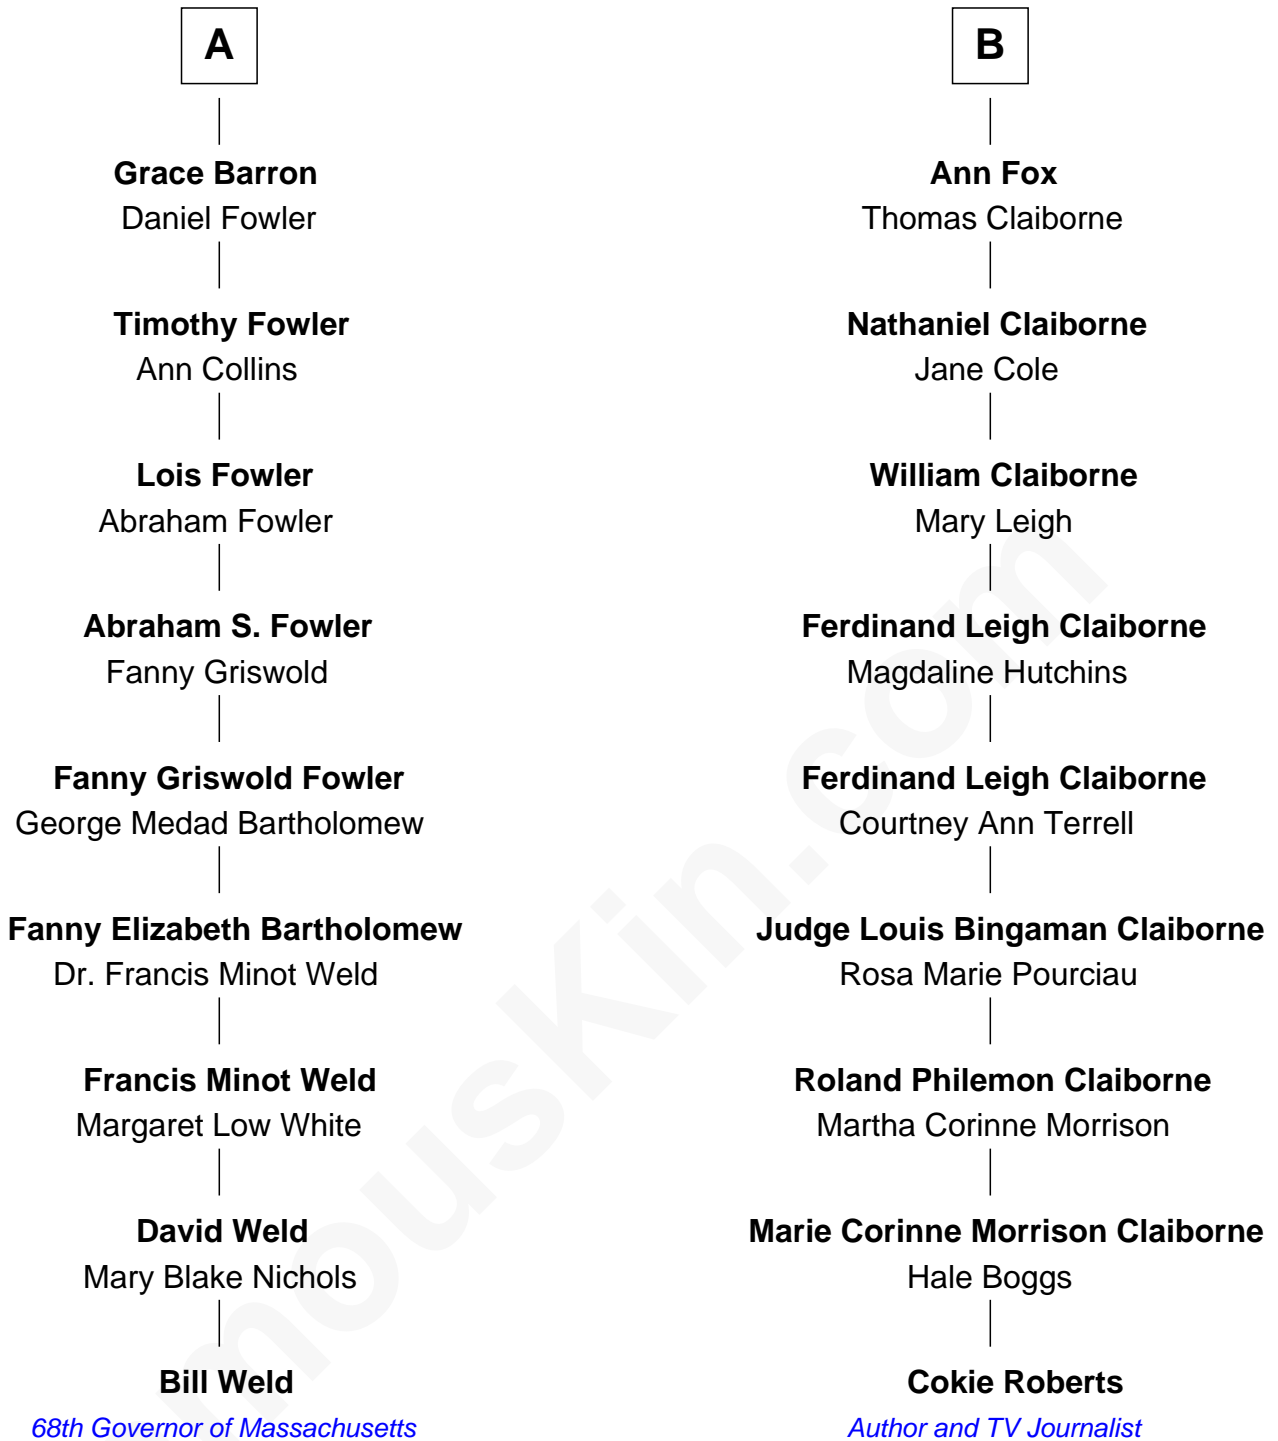 A
Grace Barron
Daniel Fowler
Timothy Fowler
Ann Collins
Lois Fowler
Abraham Fowler
Abraham S. Fowler
Fanny Griswold
Fanny Griswold Fowler
George Medad Bartholomew
Fanny Elizabeth Bartholomew
Dr. Francis Minot Weld
Francis Minot Weld
Margaret Low White
David Weld
Mary Blake Nichols
Bill Weld
68th Governor of Massachusetts
B
Ann Fox
Thomas Claiborne
Nathaniel Claiborne
Jane Cole
William Claiborne
Mary Leigh
Ferdinand Leigh Claiborne
Magdaline Hutchins
Ferdinand Leigh Claiborne
Courtney Ann Terrell
Judge Louis Bingaman Claiborne
Rosa Marie Pourciau
Roland Philemon Claiborne
Martha Corinne Morrison
Marie Corinne Morrison Claiborne
Hale Boggs
Cokie Roberts
Author and TV Journalist
mousKin.com